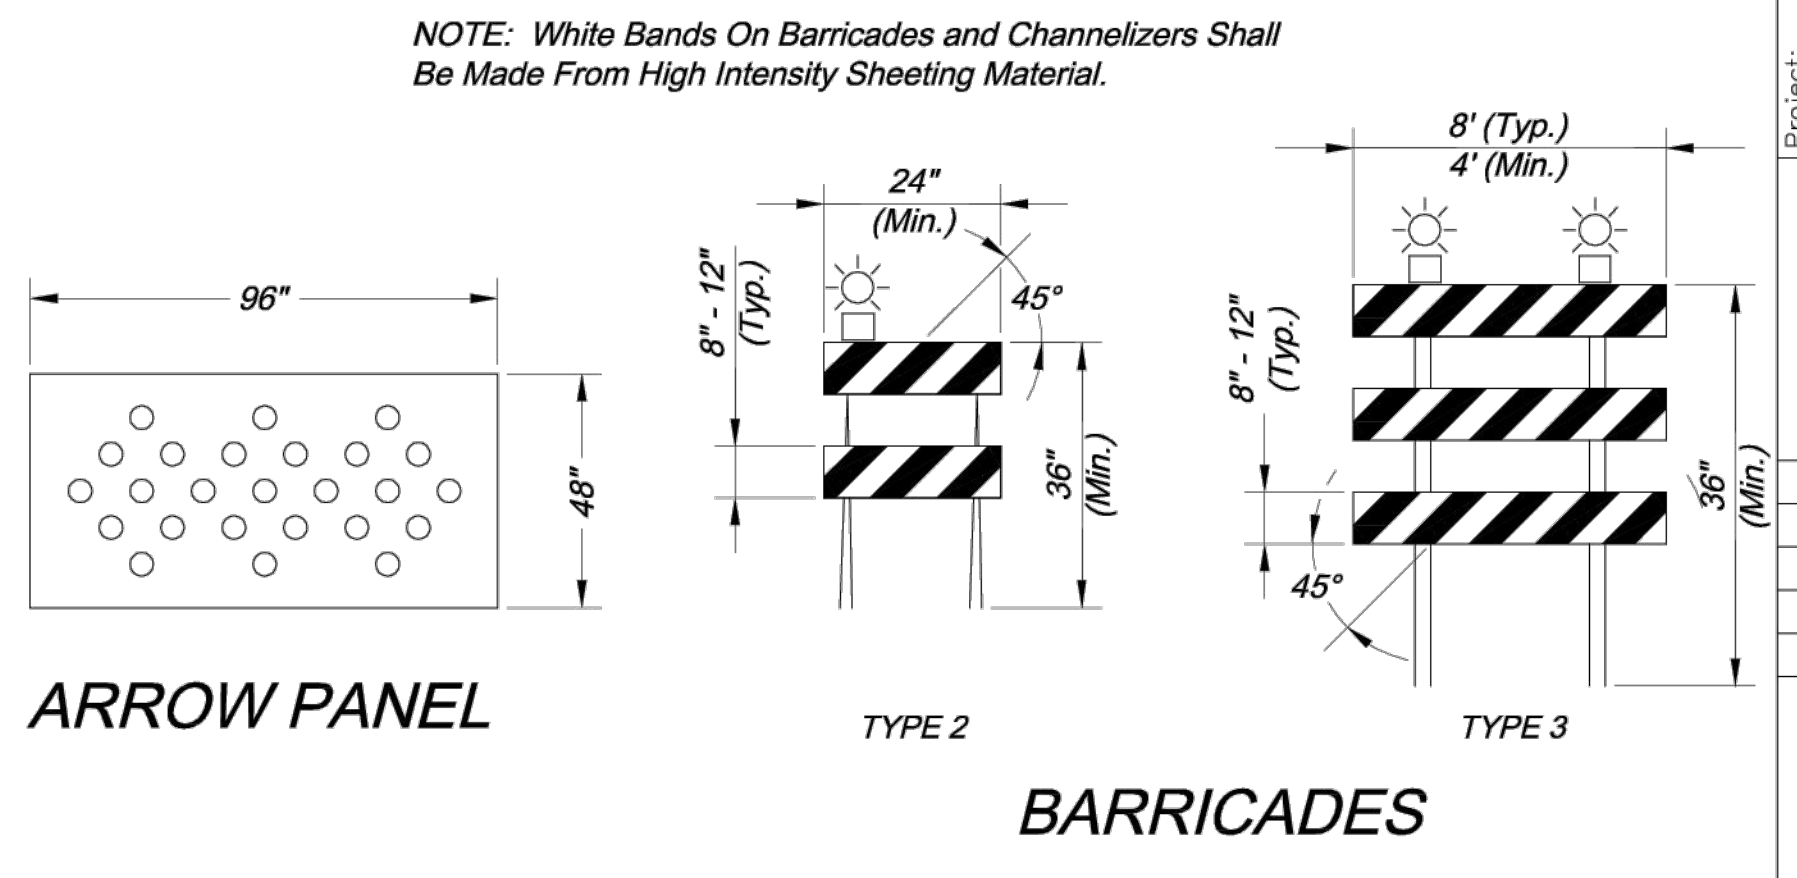 NOTE: White Bands On Barricades and Channelizers Shall
Be Made From High Intensity Sheeting Material.
96"
48"
ARROW PANEL
24"
(Min.)
45°
8" - 12"
(Typ.)
36"
(Min.)
TYPE 2
8' (Typ.)
4' (Min.)
8" - 12"
(Typ.)
45°
36"
(Min.)
TYPE 3
BARRICADES
Project: